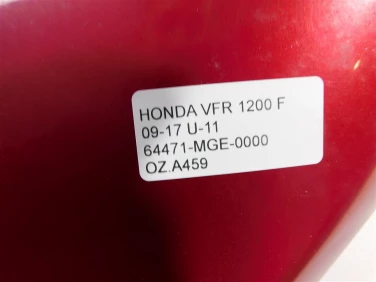 HONDA VFR 1200 F
09-17 U-11
64471-MGE-0000
OZ.A459